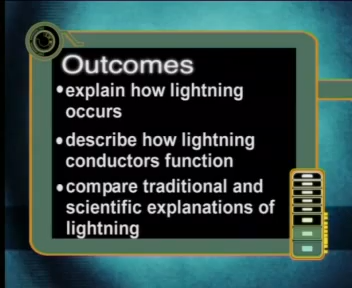 Outcomes
•explain how lightning
occurs
•describe how lightning
conductors function
•compare traditional and
scientific explanations of
lightning